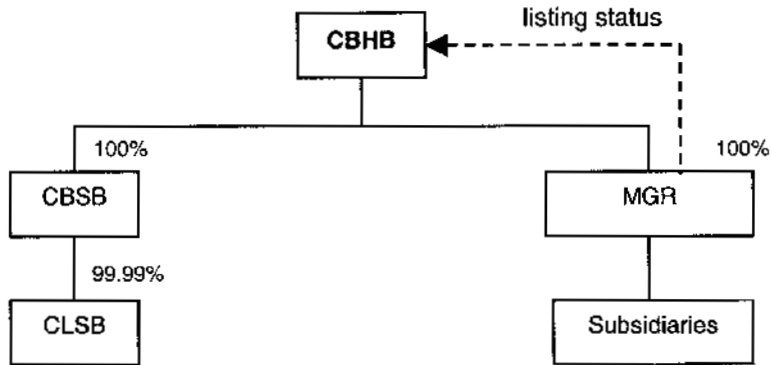 listing status
CBHB
100%
100%
CBSB
MGR
99.99%
CLSB
Subsidiaries